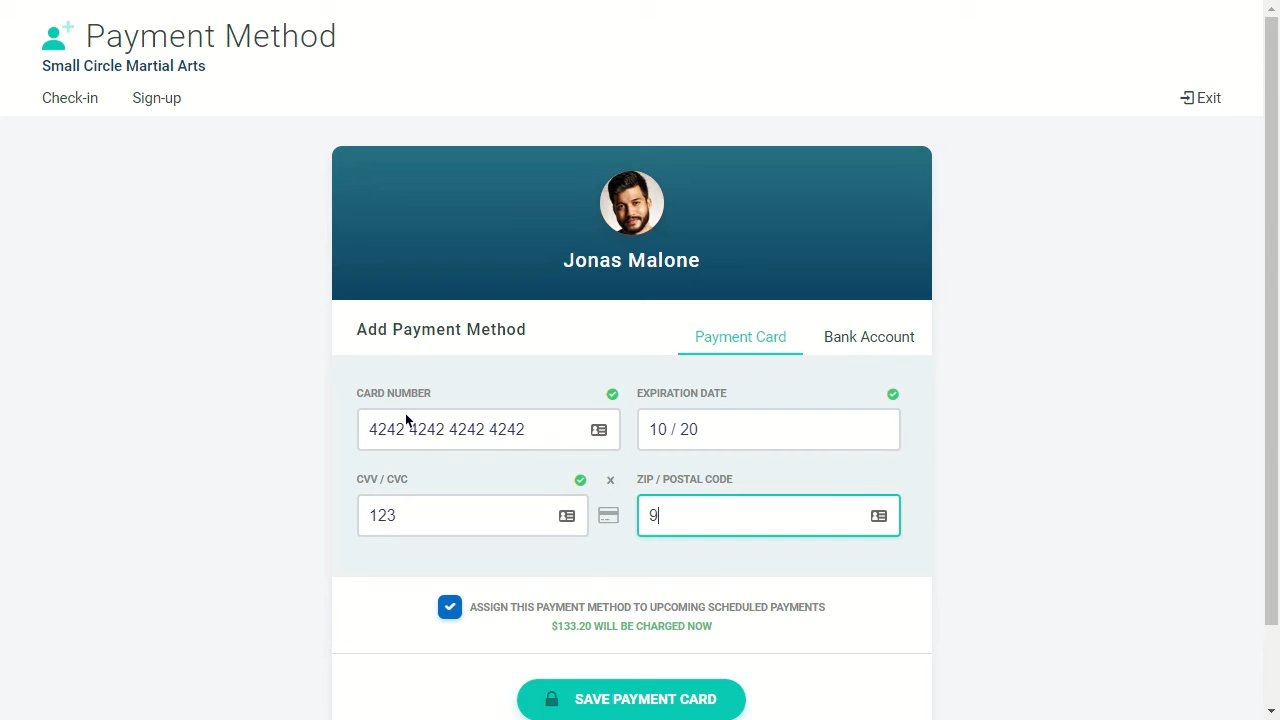 Payment Method
Small Circle Martial Arts
Check-in Sign-up Exit
Jonas Malone
Add Payment Method Payment Card Bank Account
CARD NUMBER EXPIRATION DATE
4242 4242 4242 4242 10 / 20
CVV / CVC x ZIP / POSTAL CODE
123 9
ASSIGN THIS PAYMENT METHOD TO UPCOMING SCHEDULED PAYMENTS
$133.20 WILL BE CHARGED NOW
SAVE PAYMENT CARD